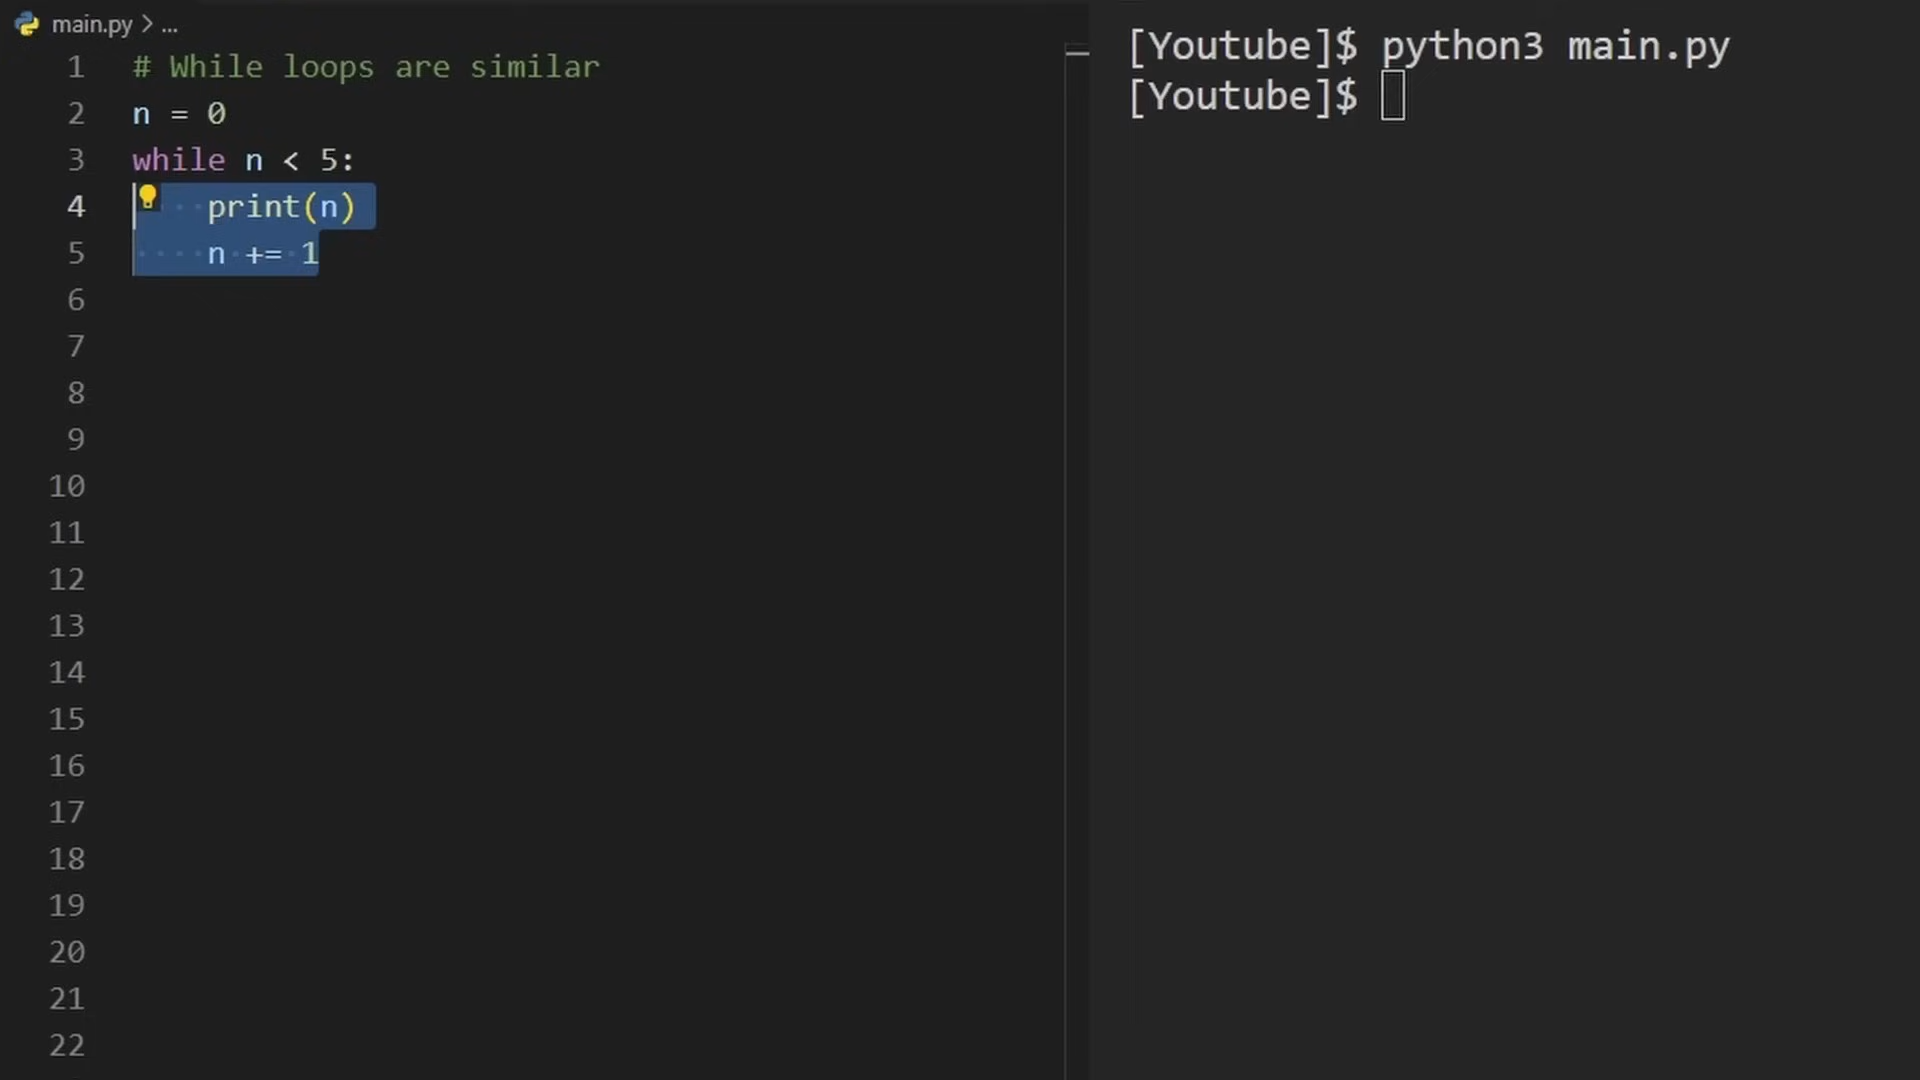 main.py > ...
1 # While loops are similar
2 n = 0
3 while n < 5:
4     print(n)
5     n += 1
6
7
8
9
10
11
12
13
14
15
16
17
18
19
20
21
22
[Youtube]$ python3 main.py
[Youtube]$